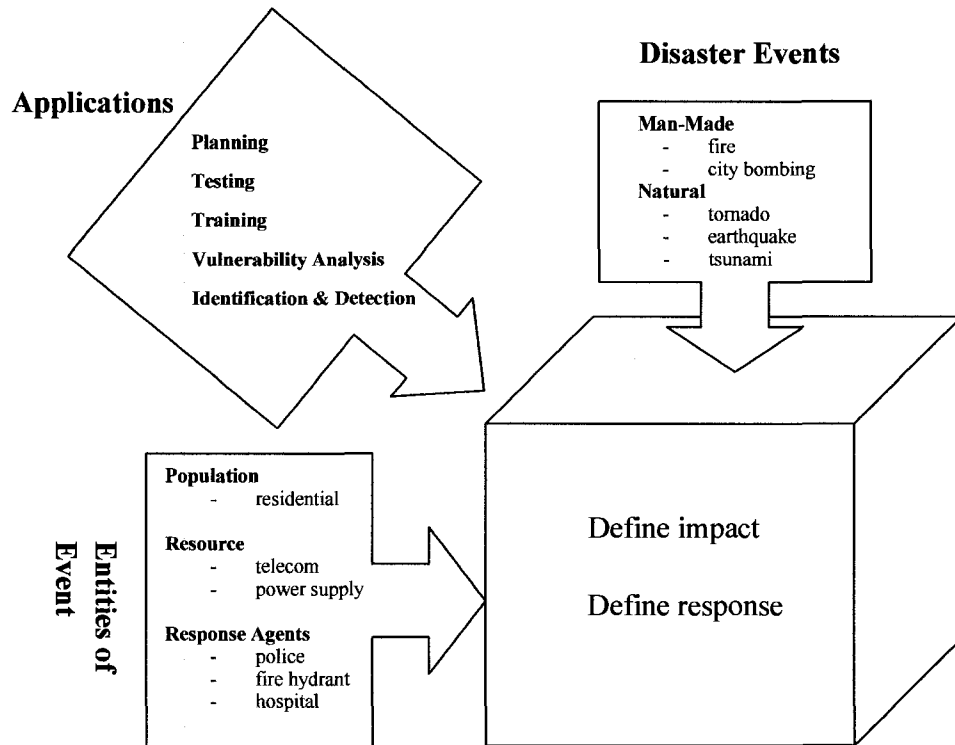 Applications
Planning
Testing
Training
Vulnerability Analysis
Identification & Detection
Disaster Events
Man-Made
- fire
- city bombing
Natural
- tornado
- earthquake
- tsunami
Entities of
Event
Population
- residential
Resource
- telecom
- power supply
Response Agents
- police
- fire hydrant
- hospital
Define impact
Define response